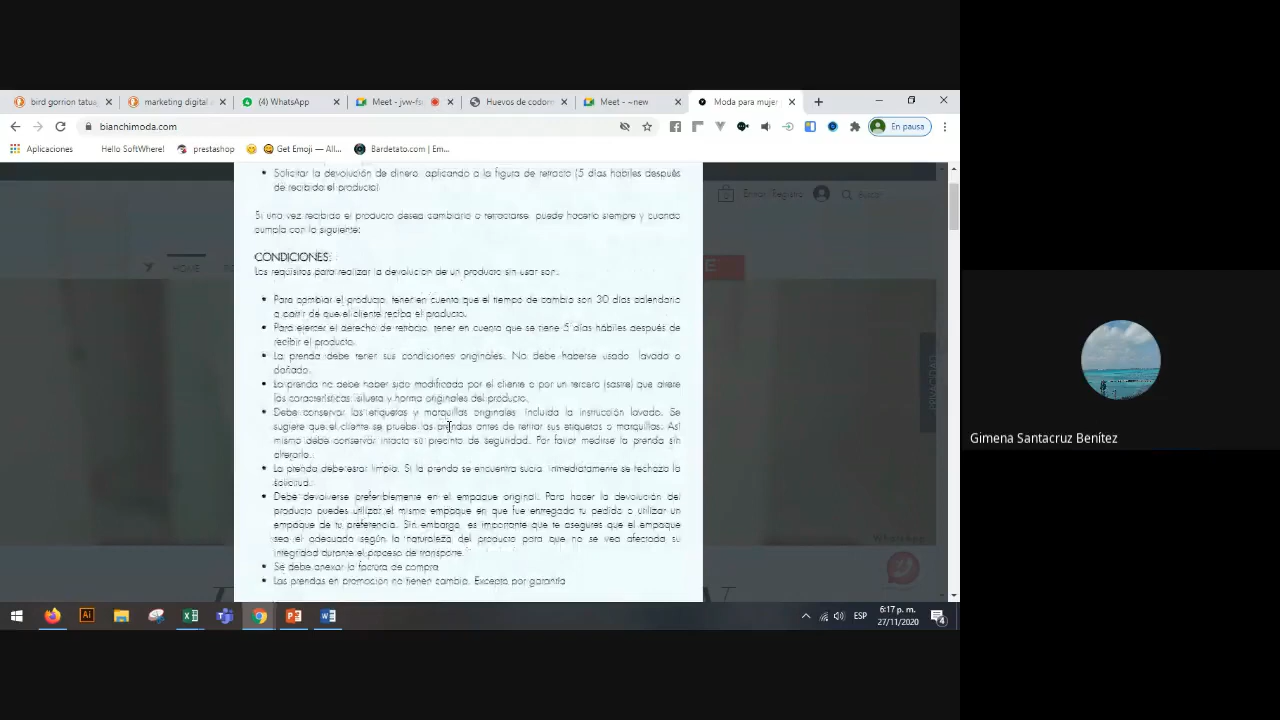 bird gorrion tatua
marketing digital a
(4) WhatsApp
Meet - jvw-fs
Huevos de codorn
Meet - ~new
Moda para mujer
bianchimoda.com
En pausa
Aplicaciones
Hello SoftWhere!
prestashop
Get Emoji — All...
Bardetato.com | Em...
Solicitar la devolución de dinero, aplicando a la figura de retracto (5 días hábiles después
de recibido el producto)
Entrar / Registro
Buscar
Si una vez recibido el producto desea cambiarlo o retractarse, puede hacerlo siempre y cuando
cumpla con lo siguiente:
CONDICIONES:
HOME
Los requisitos para realizar la devolución de un producto sin usar son:
Para cambiar el producto, tener en cuenta que el tiempo de cambio son 30 días calendario
a partir de que el cliente reciba el producto.
Para ejercer el derecho de retracto, tener en cuenta que se tiene 5 días hábiles después de
recibir el producto.
La prenda debe tener sus condiciones originales. No debe haberse usado, lavado o
dañado.
La prenda no debe haber sido modificada por el cliente o por un tercero (sastre) que altere
las características, silueta y horma originales del producto.
Debe conservar las etiquetas y marquillas originales, incluida la instrucción lavado. Se
sugiere que el cliente se pruebe las prendas antes de retirar sus etiquetas o marquillas. Así
mismo debe conservar intacto su precinto de seguridad. Por favor medirse la prenda sin
alterarlo.
La prenda debe estar limpia. Si la prenda se encuentra sucia, inmediatamente se rechaza la
solicitud.
Debe devolverse preferiblemente en el empaque original. Para hacer la devolución del
producto puedes utilizar el mismo empaque en que fue entregado tu pedido o utilizar un
empaque de tu preferencia. Sin embargo, es importante que te asegures que el empaque
sea el adecuado según la naturaleza del producto para que no se vea afectada su
integridad durante el proceso de transporte.
Se debe anexar la factura de compra
Las prendas en promoción no tienen cambio. Excepto por garantía
WhatsApp
Gimena Santacruz Benítez
ESP
6:17 p. m.
27/11/2020
4